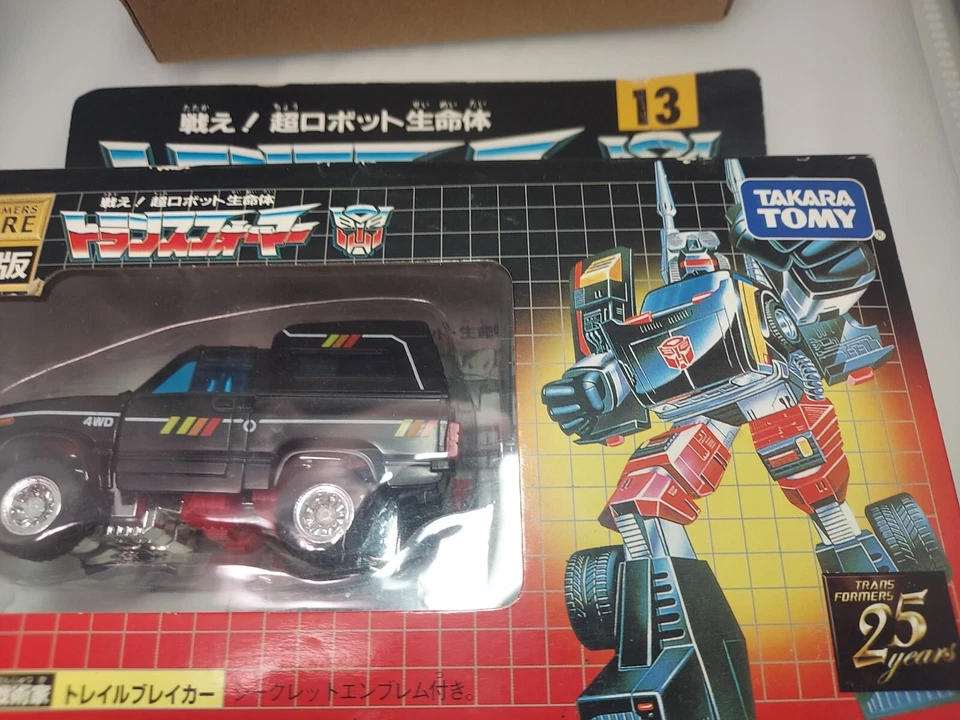 戦え!超ロボット生命体
13
MERS
RE
版
戦え!超ロボット生命体
トランスフォーマー
TAKARA
TOMY
4WD
トレイルブレイカー
シークレットエンブレム付き。
TRANS
FORMERS
25
years